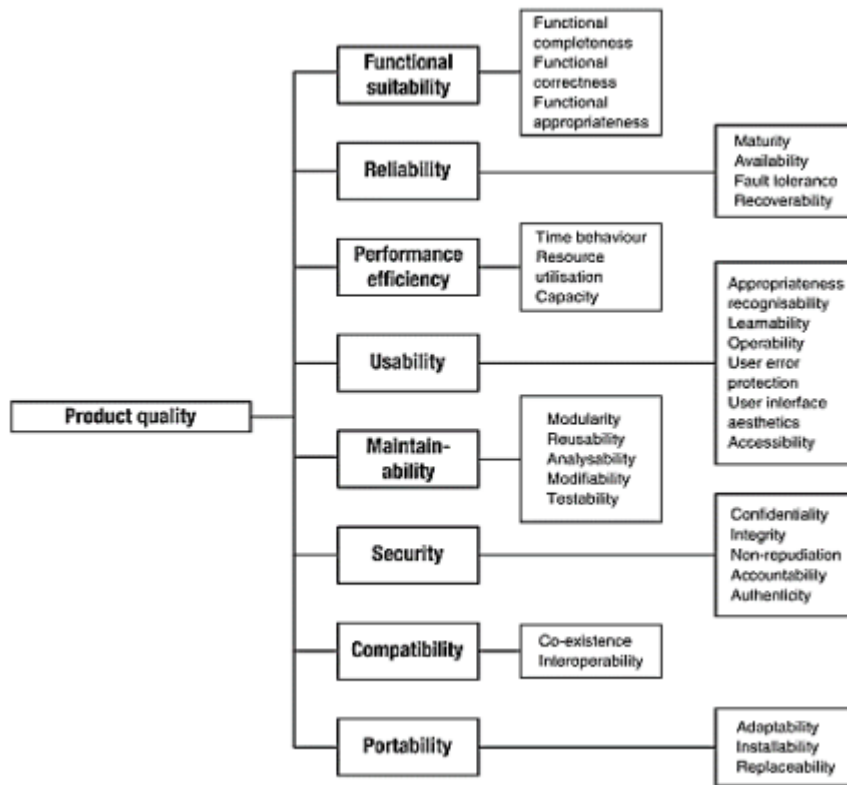 Functional
suitability
Functional
completeness
Functional
correctness
Functional
appropriateness
Reliability
Maturity
Availability
Fault tolerance
Recoverability
Performance
efficiency
Time behaviour
Resource
utilisation
Capacity
Usability
Appropriateness
recognisability
Learnability
Operability
User error
protection
User interface
aesthetics
Accessibility
Product quality
Maintain-
ability
Modularity
Reusability
Analysability
Modifiability
Testability
Security
Confidentiality
Integrity
Non-repudiation
Accountability
Authenticity
Compatibility
Co-existence
Interoperability
Portability
Adaptability
Installability
Replaceability